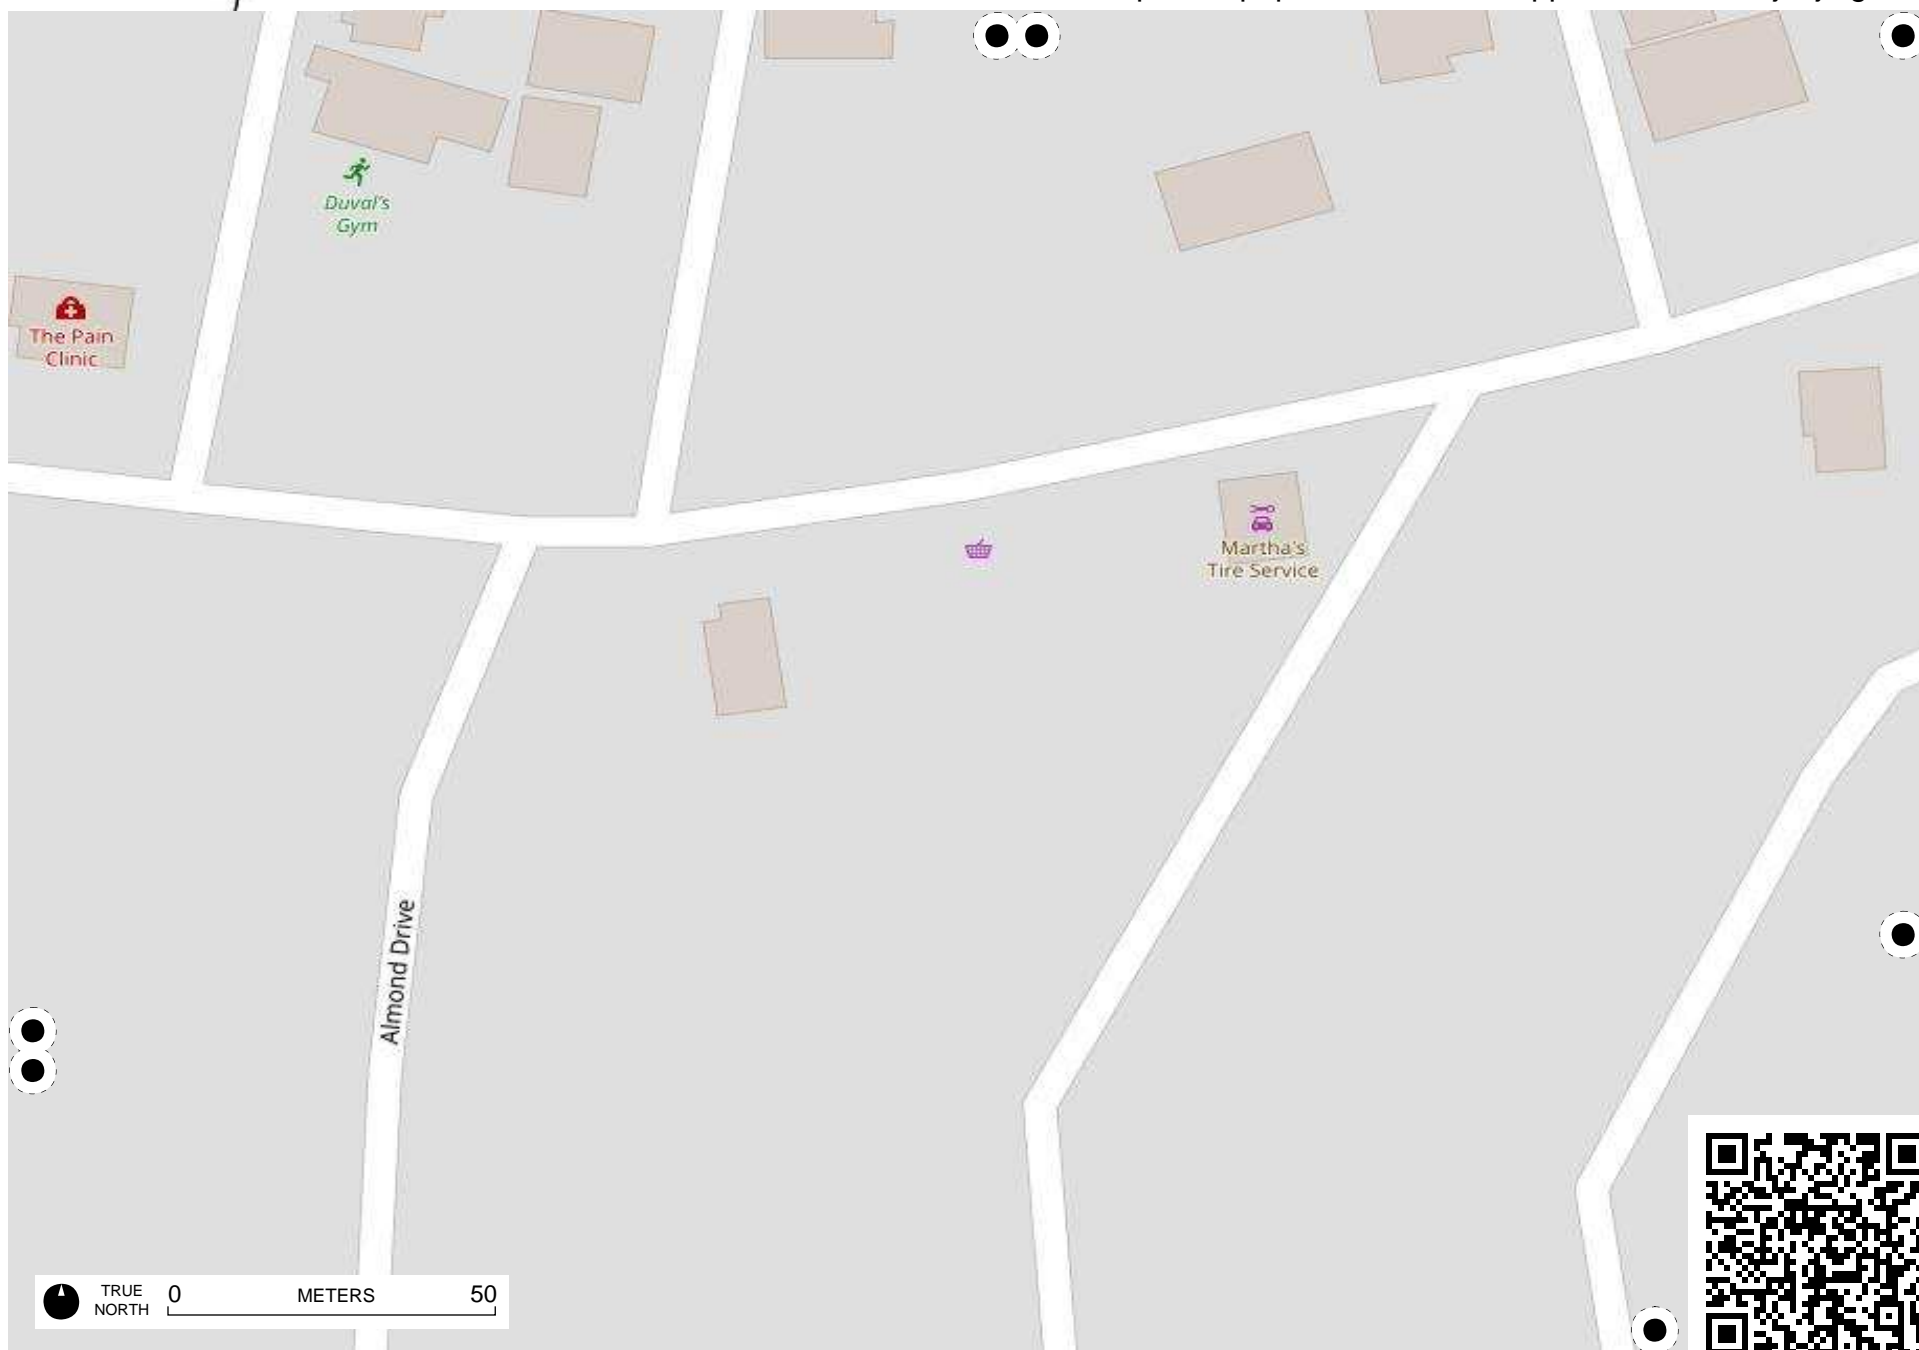 Duval's
Gym
The Pain
Clinic
Martha's
Tire Service
Almond Drive
TRUE
NORTH
0 METERS 50